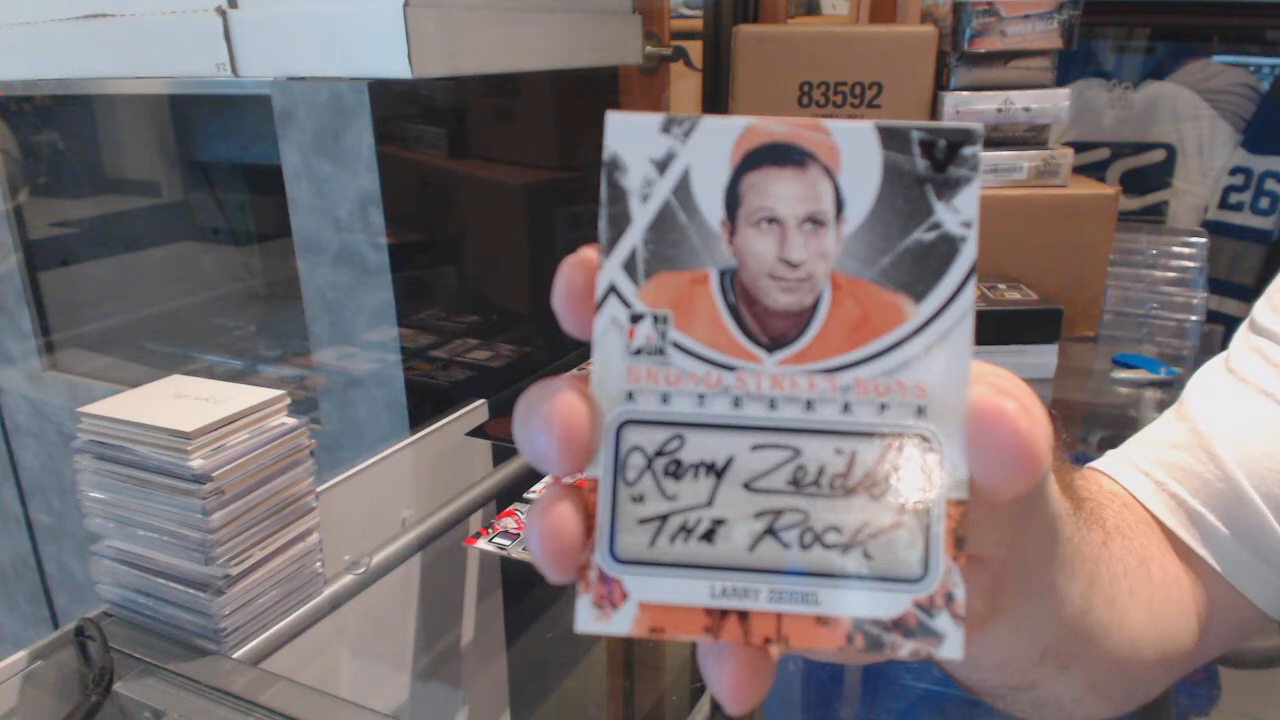 83592
26
BROAD STREET BOYS
AUTOGRAPH
Larry Zeidel
"THE ROCK
LARRY ZEIDEL